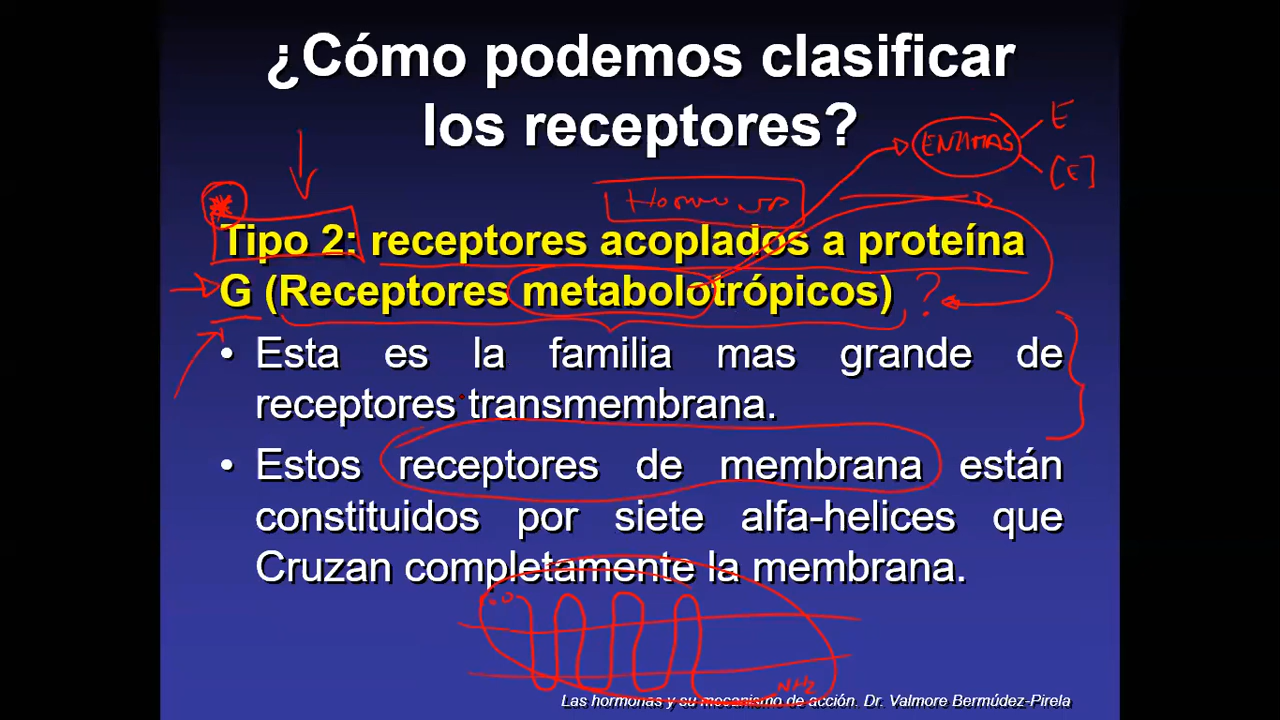 ¿Cómo podemos clasificar
los receptores?
ENZIMAS
E
[E]
Tipo 2: receptores acoplados a proteína
G (Receptores metabolotrópicos)
?
• Esta es la familia mas grande de
receptores transmembrana.
• Estos receptores de membrana están
constituidos por siete alfa-helices que
Cruzan completamente la membrana.
NH2
Las hormonas y su mecanismo de acción. Dr. Valmore Bermúdez-Pirela